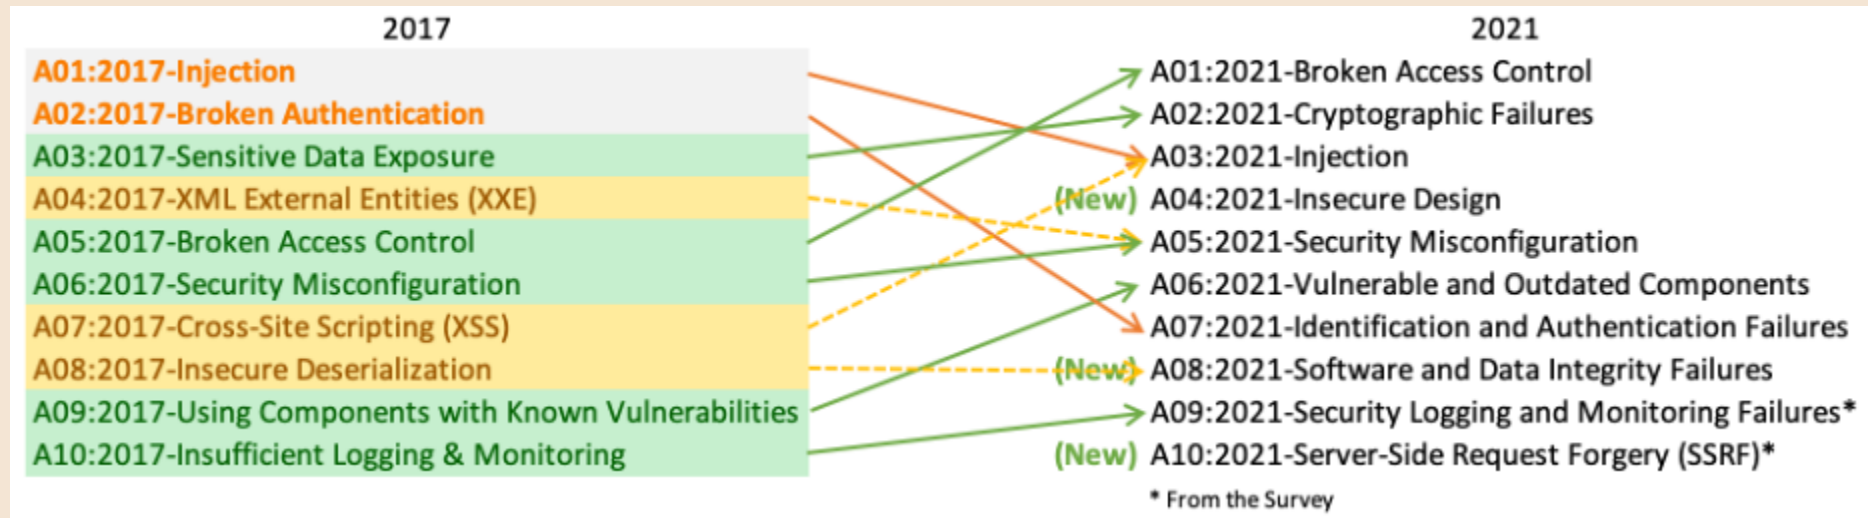 2017
A01:2017-Injection
A02:2017-Broken Authentication
A03:2017-Sensitive Data Exposure
A04:2017-XML External Entities (XXE)
A05:2017-Broken Access Control
A06:2017-Security Misconfiguration
A07:2017-Cross-Site Scripting (XSS)
A08:2017-Insecure Deserialization
A09:2017-Using Components with Known Vulnerabilities
A10:2017-Insufficient Logging & Monitoring
2021
A01:2021-Broken Access Control
A02:2021-Cryptographic Failures
A03:2021-Injection
(New) A04:2021-Insecure Design
A05:2021-Security Misconfiguration
A06:2021-Vulnerable and Outdated Components
A07:2021-Identification and Authentication Failures
(New) A08:2021-Software and Data Integrity Failures
A09:2021-Security Logging and Monitoring Failures*
(New) A10:2021-Server-Side Request Forgery (SSRF)*
* From the Survey